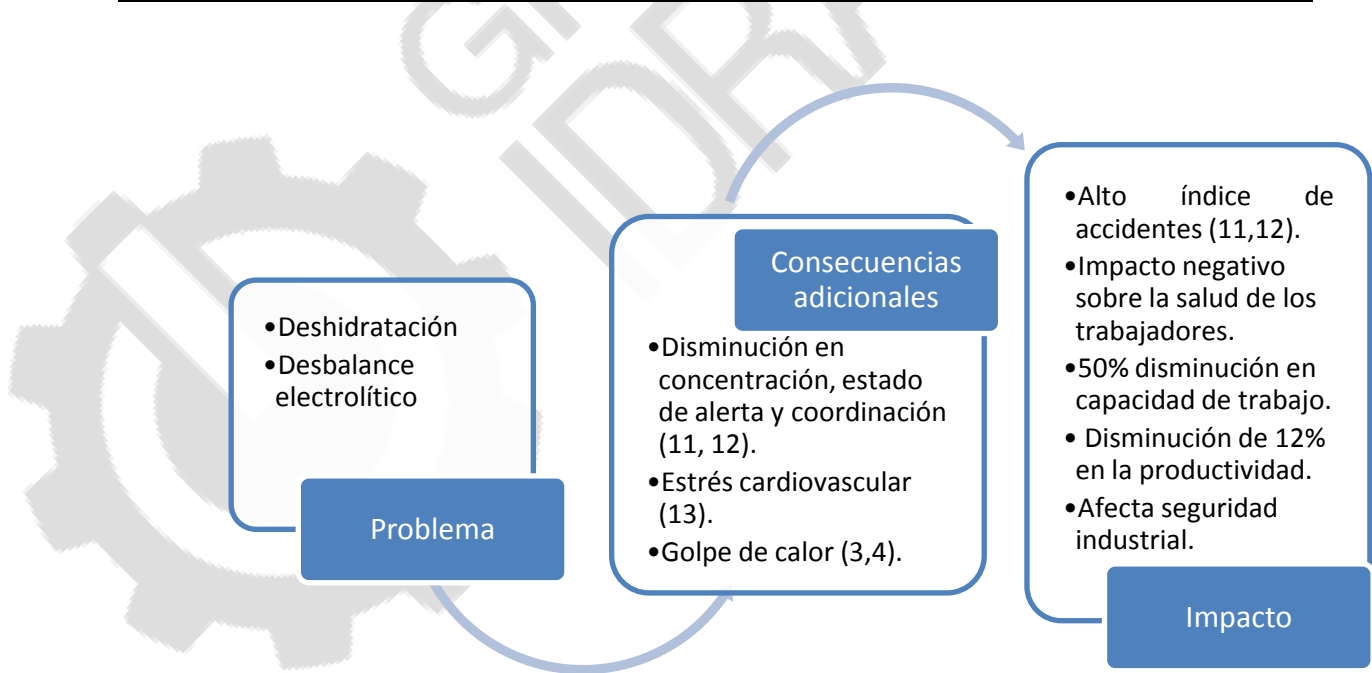 •Deshidratación
•Desbalance
electrolítico
Problema
Consecuencias
adicionales
•Disminución en
concentración, estado
de alerta y coordinación
(11, 12).
•Estrés cardiovascular
(13).
•Golpe de calor (3,4).
•Alto índice de
accidentes (11,12).
•Impacto negativo
sobre la salud de los
trabajadores.
•50% disminución en
capacidad de trabajo.
• Disminución de 12%
en la productividad.
•Afecta seguridad
industrial.
Impacto